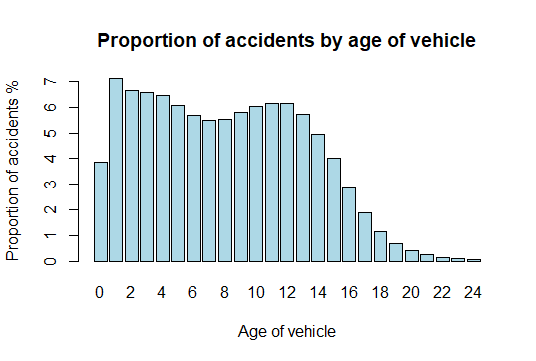 Proportion of accidents by age of vehicle
Proportion of accidents %
7
6
5
4
3
2
1
0
0 2 4 6 8 10 12 14 16 18 20 22 24
Age of vehicle